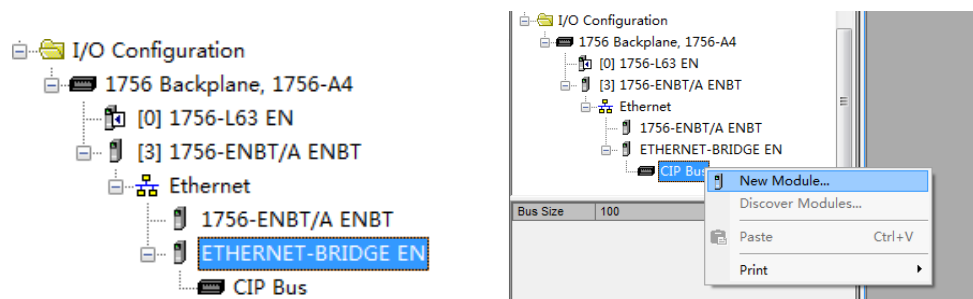 I/O Configuration
1756 Backplane, 1756-A4
[0] 1756-L63 EN
[3] 1756-ENBT/A ENBT
Ethernet
1756-ENBT/A ENBT
ETHERNET-BRIDGE EN
CIP Bus
I/O Configuration
1756 Backplane, 1756-A4
[0] 1756-L63 EN
[3] 1756-ENBT/A ENBT
Ethernet
1756-ENBT/A ENBT
ETHERNET-BRIDGE EN
CIP Bus
New Module...
Discover Modules...
Paste Ctrl+V
Print
Bus Size 100